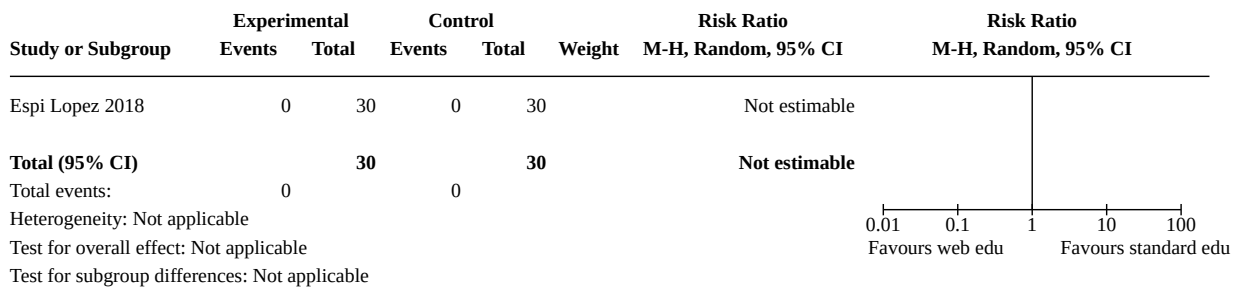 Experimental Control Risk Ratio Risk Ratio
Study or Subgroup Events Total Events Total Weight M-H, Random, 95% CI M-H, Random, 95% CI
Espi Lopez 2018 0 30 0 30 Not estimable
Total (95% CI) 30 30 Not estimable
Total events: 0 0
Heterogeneity: Not applicable
Test for overall effect: Not applicable
Test for subgroup differences: Not applicable
0.01 0.1 1 10 100
Favours web edu Favours standard edu